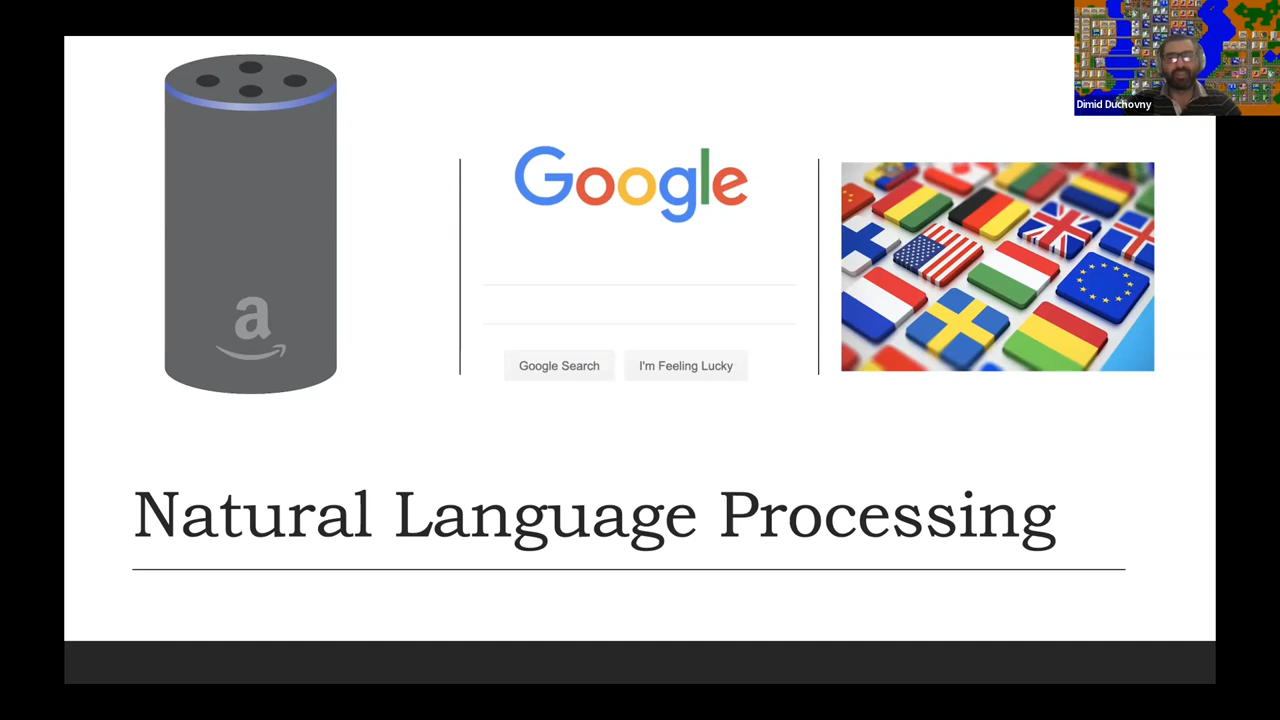 Dimid Duchovny
a
Google
Google Search
I'm Feeling Lucky
Natural Language Processing